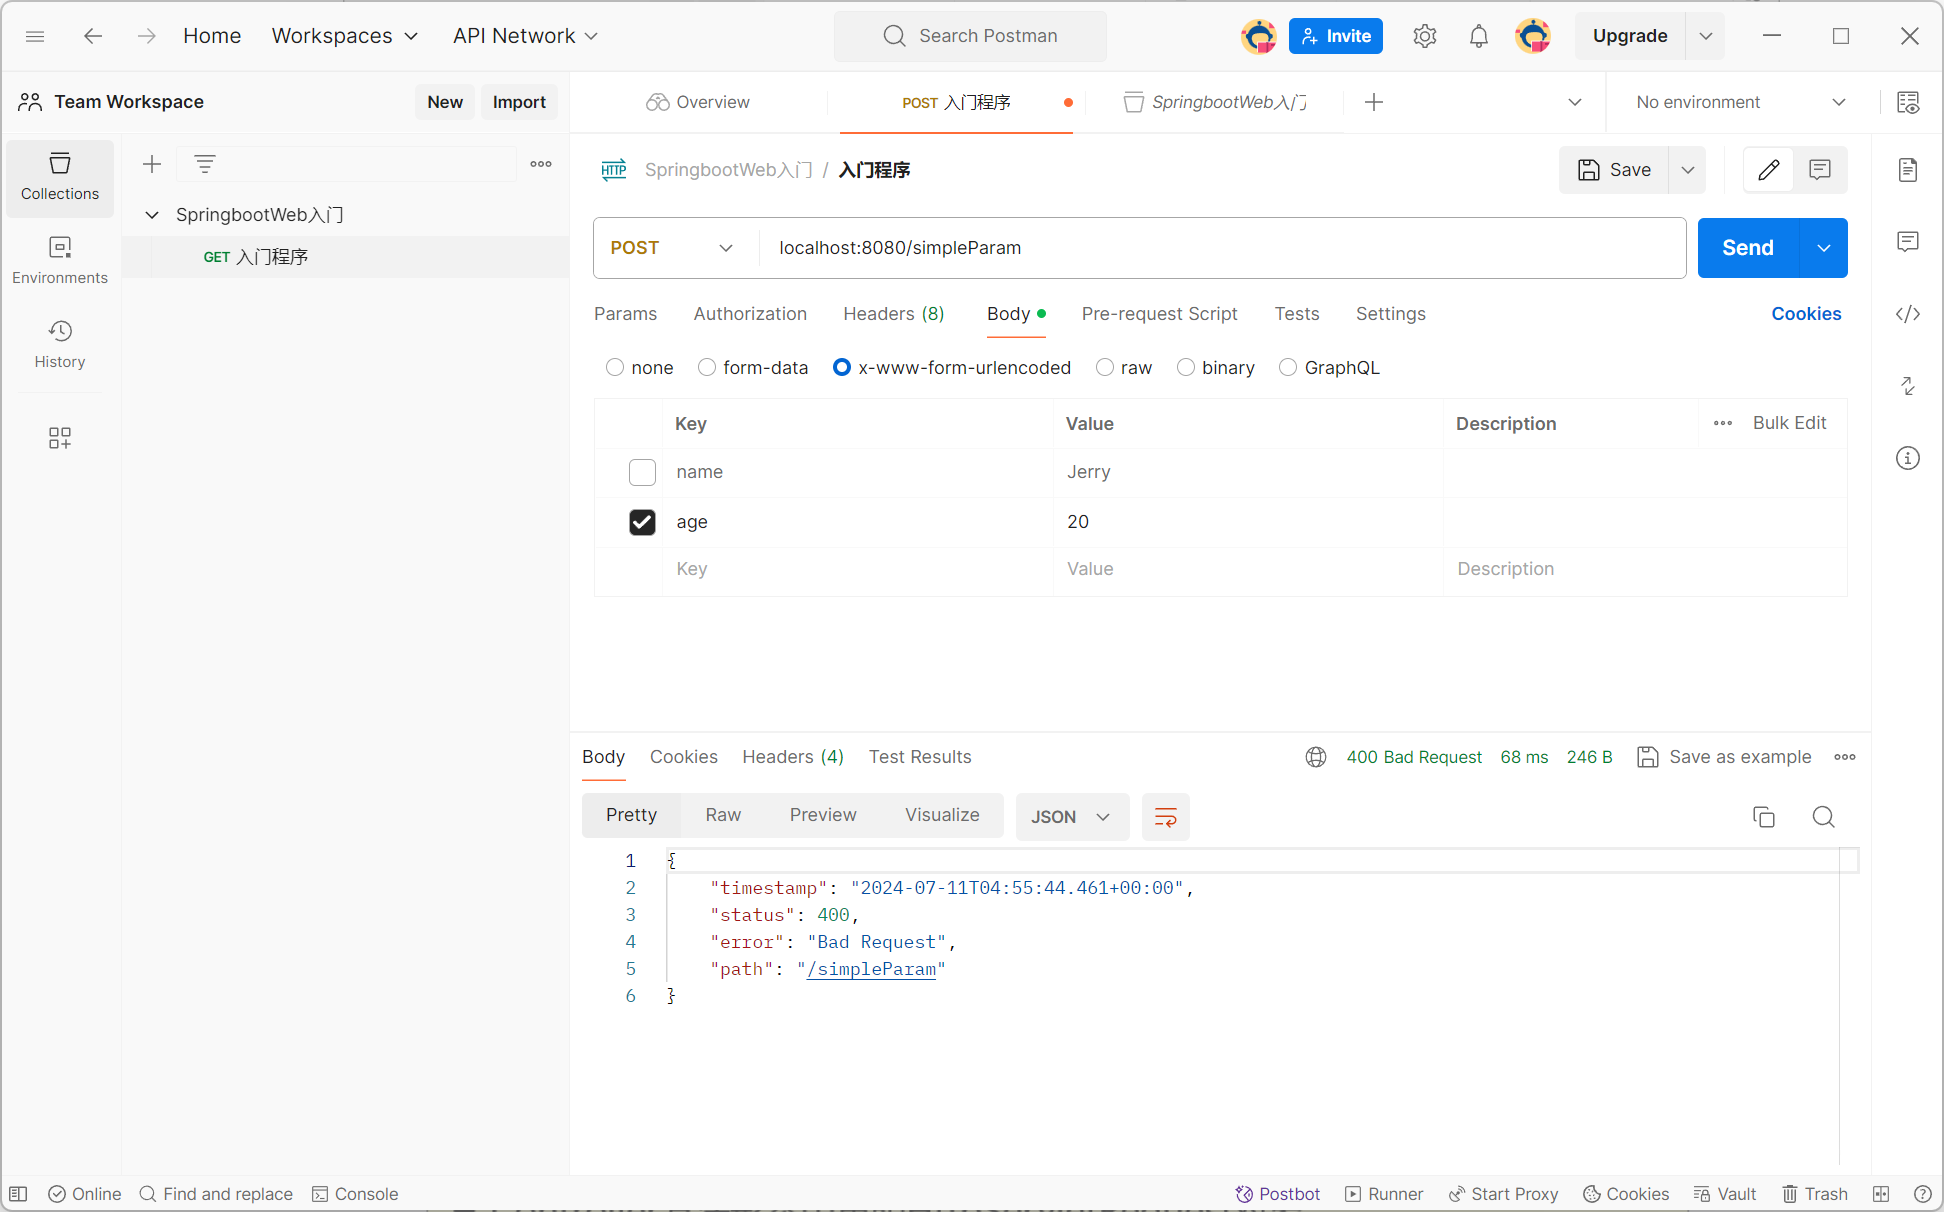 Home Workspaces API Network Search Postman Invite Upgrade
Team Workspace New Import Overview POST 入门程序 SpringbootWeb入门 No environment
Collections
SpringbootWeb入门 / 入门程序 Save
SpringbootWeb入门
GET 入门程序
Environments
History
POST localhost:8080/simpleParam Send
Params Authorization Headers (8) Body Pre-request Script Tests Settings Cookies
none form-data x-www-form-urlencoded raw binary GraphQL
Key Value Description Bulk Edit
name Jerry
age 20
Key Value Description
Body Cookies Headers (4) Test Results 400 Bad Request 68 ms 246 B Save as example
Pretty Raw Preview Visualize JSON
1 {
2 "timestamp": "2024-07-11T04:55:44.461+00:00",
3 "status": 400,
4 "error": "Bad Request",
5 "path": "/simpleParam"
6 }
Online Find and replace Console Postbot Runner Start Proxy Cookies Vault Trash